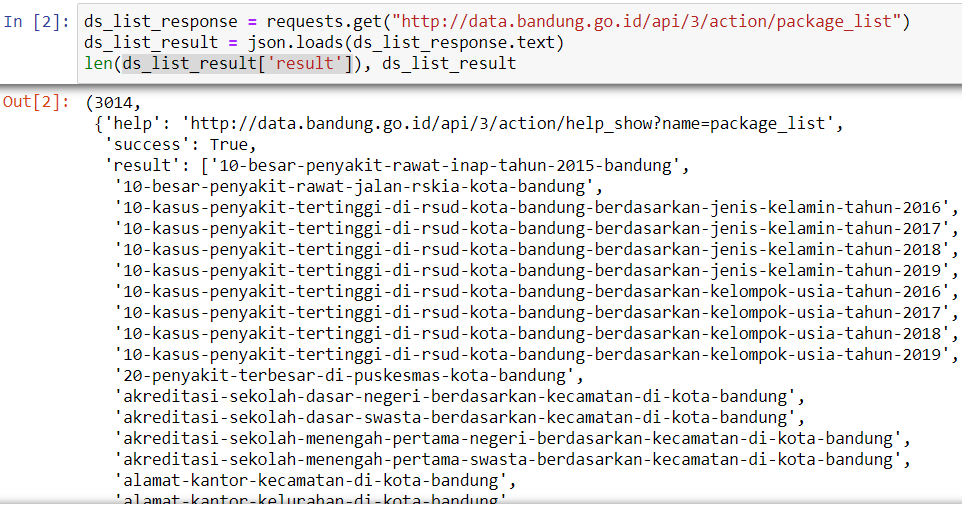 In [2]: ds_list_response = requests.get("http://data.bandung.go.id/api/3/action/package_list")
ds_list_result = json.loads(ds_list_response.text)
len(ds_list_result['result']), ds_list_result
Out[2]: (3014,
{'help': 'http://data.bandung.go.id/api/3/action/help_show?name=package_list',
'success': True,
'result': ['10-besar-penyakit-rawat-inap-tahun-2015-bandung',
'10-besar-penyakit-rawat-jalan-rskia-kota-bandung',
'10-kasus-penyakit-tertinggi-di-rsud-kota-bandung-berdasarkan-jenis-kelamin-tahun-2016',
'10-kasus-penyakit-tertinggi-di-rsud-kota-bandung-berdasarkan-jenis-kelamin-tahun-2017',
'10-kasus-penyakit-tertinggi-di-rsud-kota-bandung-berdasarkan-jenis-kelamin-tahun-2018',
'10-kasus-penyakit-tertinggi-di-rsud-kota-bandung-berdasarkan-jenis-kelamin-tahun-2019',
'10-kasus-penyakit-tertinggi-di-rsud-kota-bandung-berdasarkan-kelompok-usia-tahun-2016',
'10-kasus-penyakit-tertinggi-di-rsud-kota-bandung-berdasarkan-kelompok-usia-tahun-2017',
'10-kasus-penyakit-tertinggi-di-rsud-kota-bandung-berdasarkan-kelompok-usia-tahun-2018',
'10-kasus-penyakit-tertinggi-di-rsud-kota-bandung-berdasarkan-kelompok-usia-tahun-2019',
'20-penyakit-terbesar-di-puskesmas-kota-bandung',
'akreditasi-sekolah-dasar-negeri-berdasarkan-kecamatan-di-kota-bandung',
'akreditasi-sekolah-dasar-swasta-berdasarkan-kecamatan-di-kota-bandung',
'akreditasi-sekolah-menengah-pertama-negeri-berdasarkan-kecamatan-di-kota-bandung',
'akreditasi-sekolah-menengah-pertama-swasta-berdasarkan-kecamatan-di-kota-bandung',
'alamat-kantor-kecamatan-di-kota-bandung',
'alamat-kantor-kelurahan-di-kota-bandung'